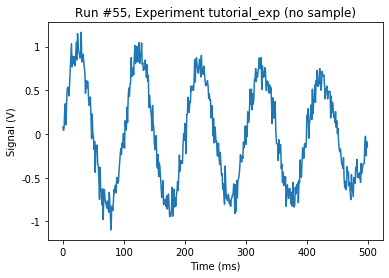 Run #55, Experiment tutorial_exp (no sample)
1
0.5
0
-0.5
-1
Signal (V)
0 100 200 300 400 500
Time (ms)